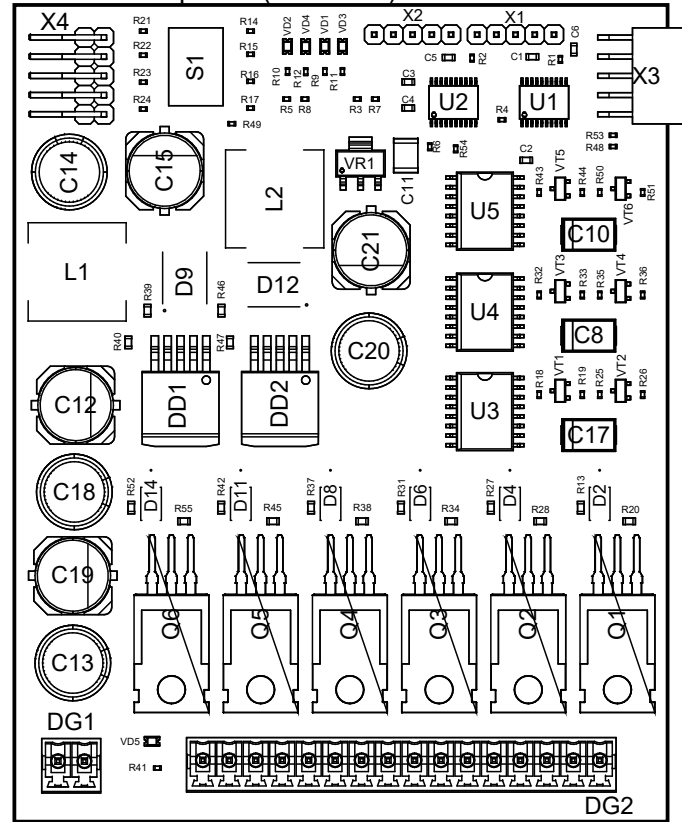 X4
R21
R14
VD2
VD4
VD1
VD3
X2
X1
C6
R22
R15
S1
C5
R2
C1
R1
X3
R23
R16
R10
R12
R9
R11
C3
U2
U1
R24
R17
R5
R8
R3
R7
C4
R4
R49
R53
R48
C14
C15
L2
VR1
C11
R6
R54
C2
VT5
R43
R44
R50
R51
VT6
U5
C10
L1
D9
D12
C21
R39
R46
R32
VT3
R33
R35
VT4
R36
U4
C8
R40
R47
C20
DD1
DD2
C12
R18
VT1
R19
R25
VT2
R26
U3
C17
C18
R52
D14
R55
R42
D11
R45
R37
D8
R38
R31
D6
R34
R27
D4
R28
R13
D2
R20
C19
Q6
Q5
Q4
Q3
Q2
Q1
C13
DG1
VD5
R41
DG2